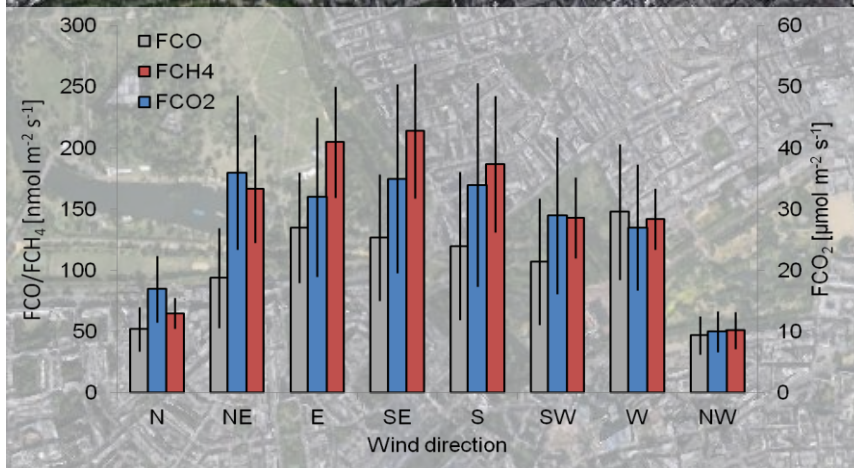 FCO/FCH₄ [nmol m⁻² s⁻¹]
300
250
200
150
100
50
0
FCO
FCH4
FCO2
60
50
40
30
20
10
0
FCO₂ [μmol m⁻² s⁻¹]
N NE E SE S SW W NW
Wind direction